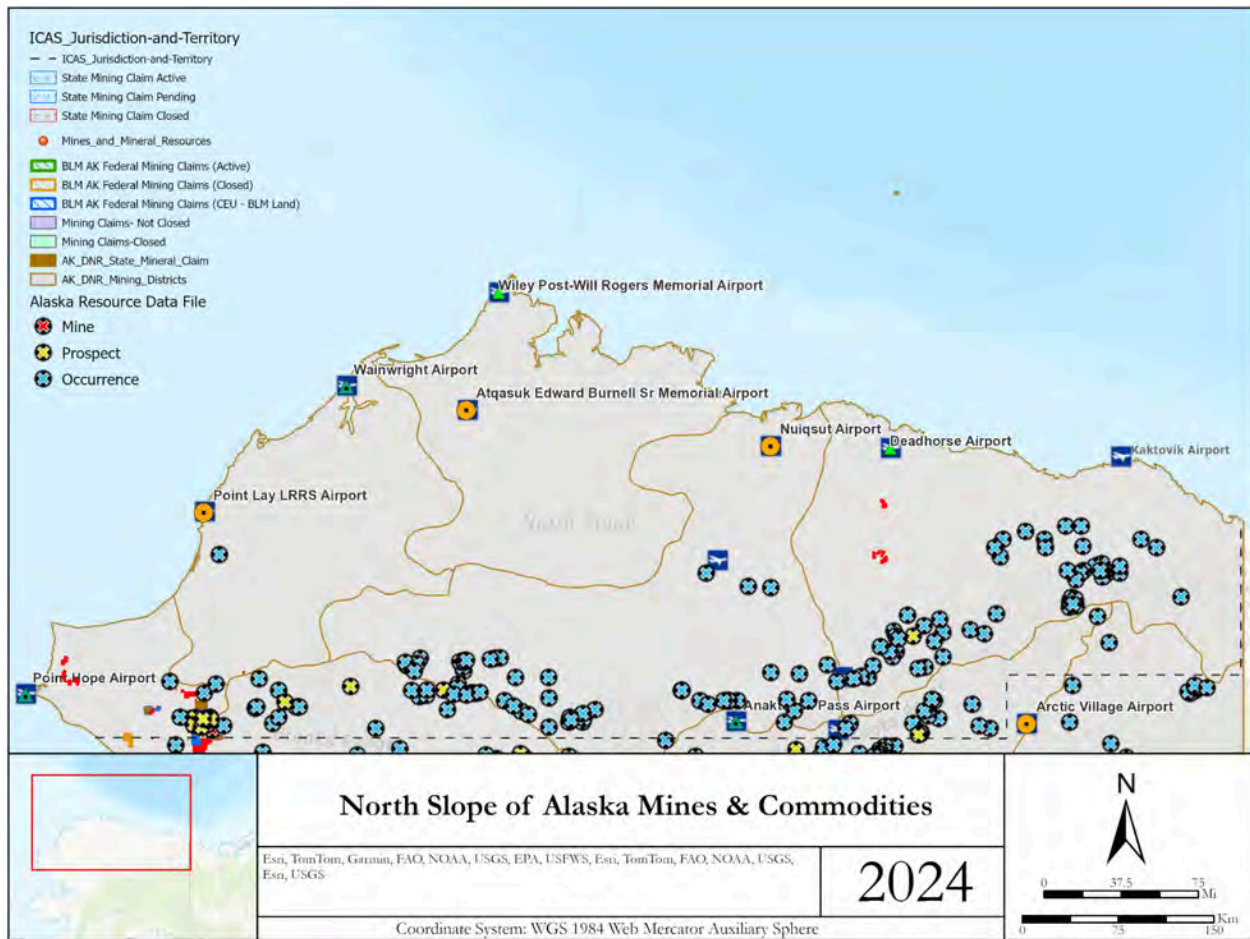 ICAS_Jurisdiction-and-Territory
ICAS_Jurisdiction-and-Territory
State Mining Claim Active
State Mining Claim Pending
State Mining Claim Closed
Mines_and_Mineral_Resources
BLM AK Federal Mining Claims (Active)
BLM AK Federal Mining Claims (Closed)
BLM AK Federal Mining Claims (CEU - BLM Land)
Mining Claims- Not Closed
Mining Claims-Closed
AK_DNR_State_Mineral_Claim
AK_DNR_Mining_Districts
Alaska Resource Data File
Mine
Prospect
Occurrence
Wiley Post-Will Rogers Memorial Airport
Wainwright Airport
Atqasuk Edward Burnell Sr Memorial Airport
Nuiqsut Airport
Deadhorse Airport
Kaktovik Airport
Point Lay LRRS Airport
North Slope
Point Hope Airport
Pass Airport
Arctic Village Airport
North Slope of Alaska Mines & Commodities
Esri, TomTom, Garmin, FAO, NOAA, USGS, EPA, USFWS, Esri, TomTom, FAO, NOAA, USGS,
Esri, USGS
2024
Coordinate System: WGS 1984 Web Mercator Auxiliary Sphere
N
0 37.5 75
Mi
Km
0 75 150